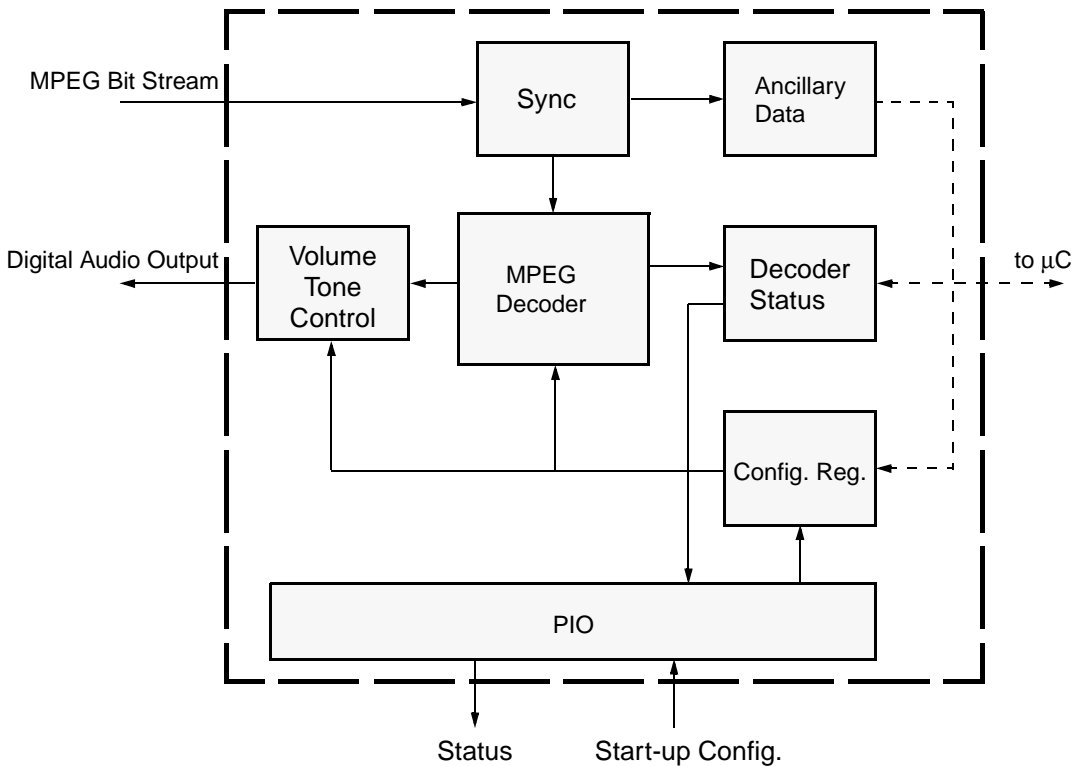 MPEG Bit Stream
Sync
Ancillary
Data
Digital Audio Output
Volume
Tone
Control
MPEG
Decoder
Decoder
Status
to μC
Config. Reg.
PIO
Status
Start-up Config.